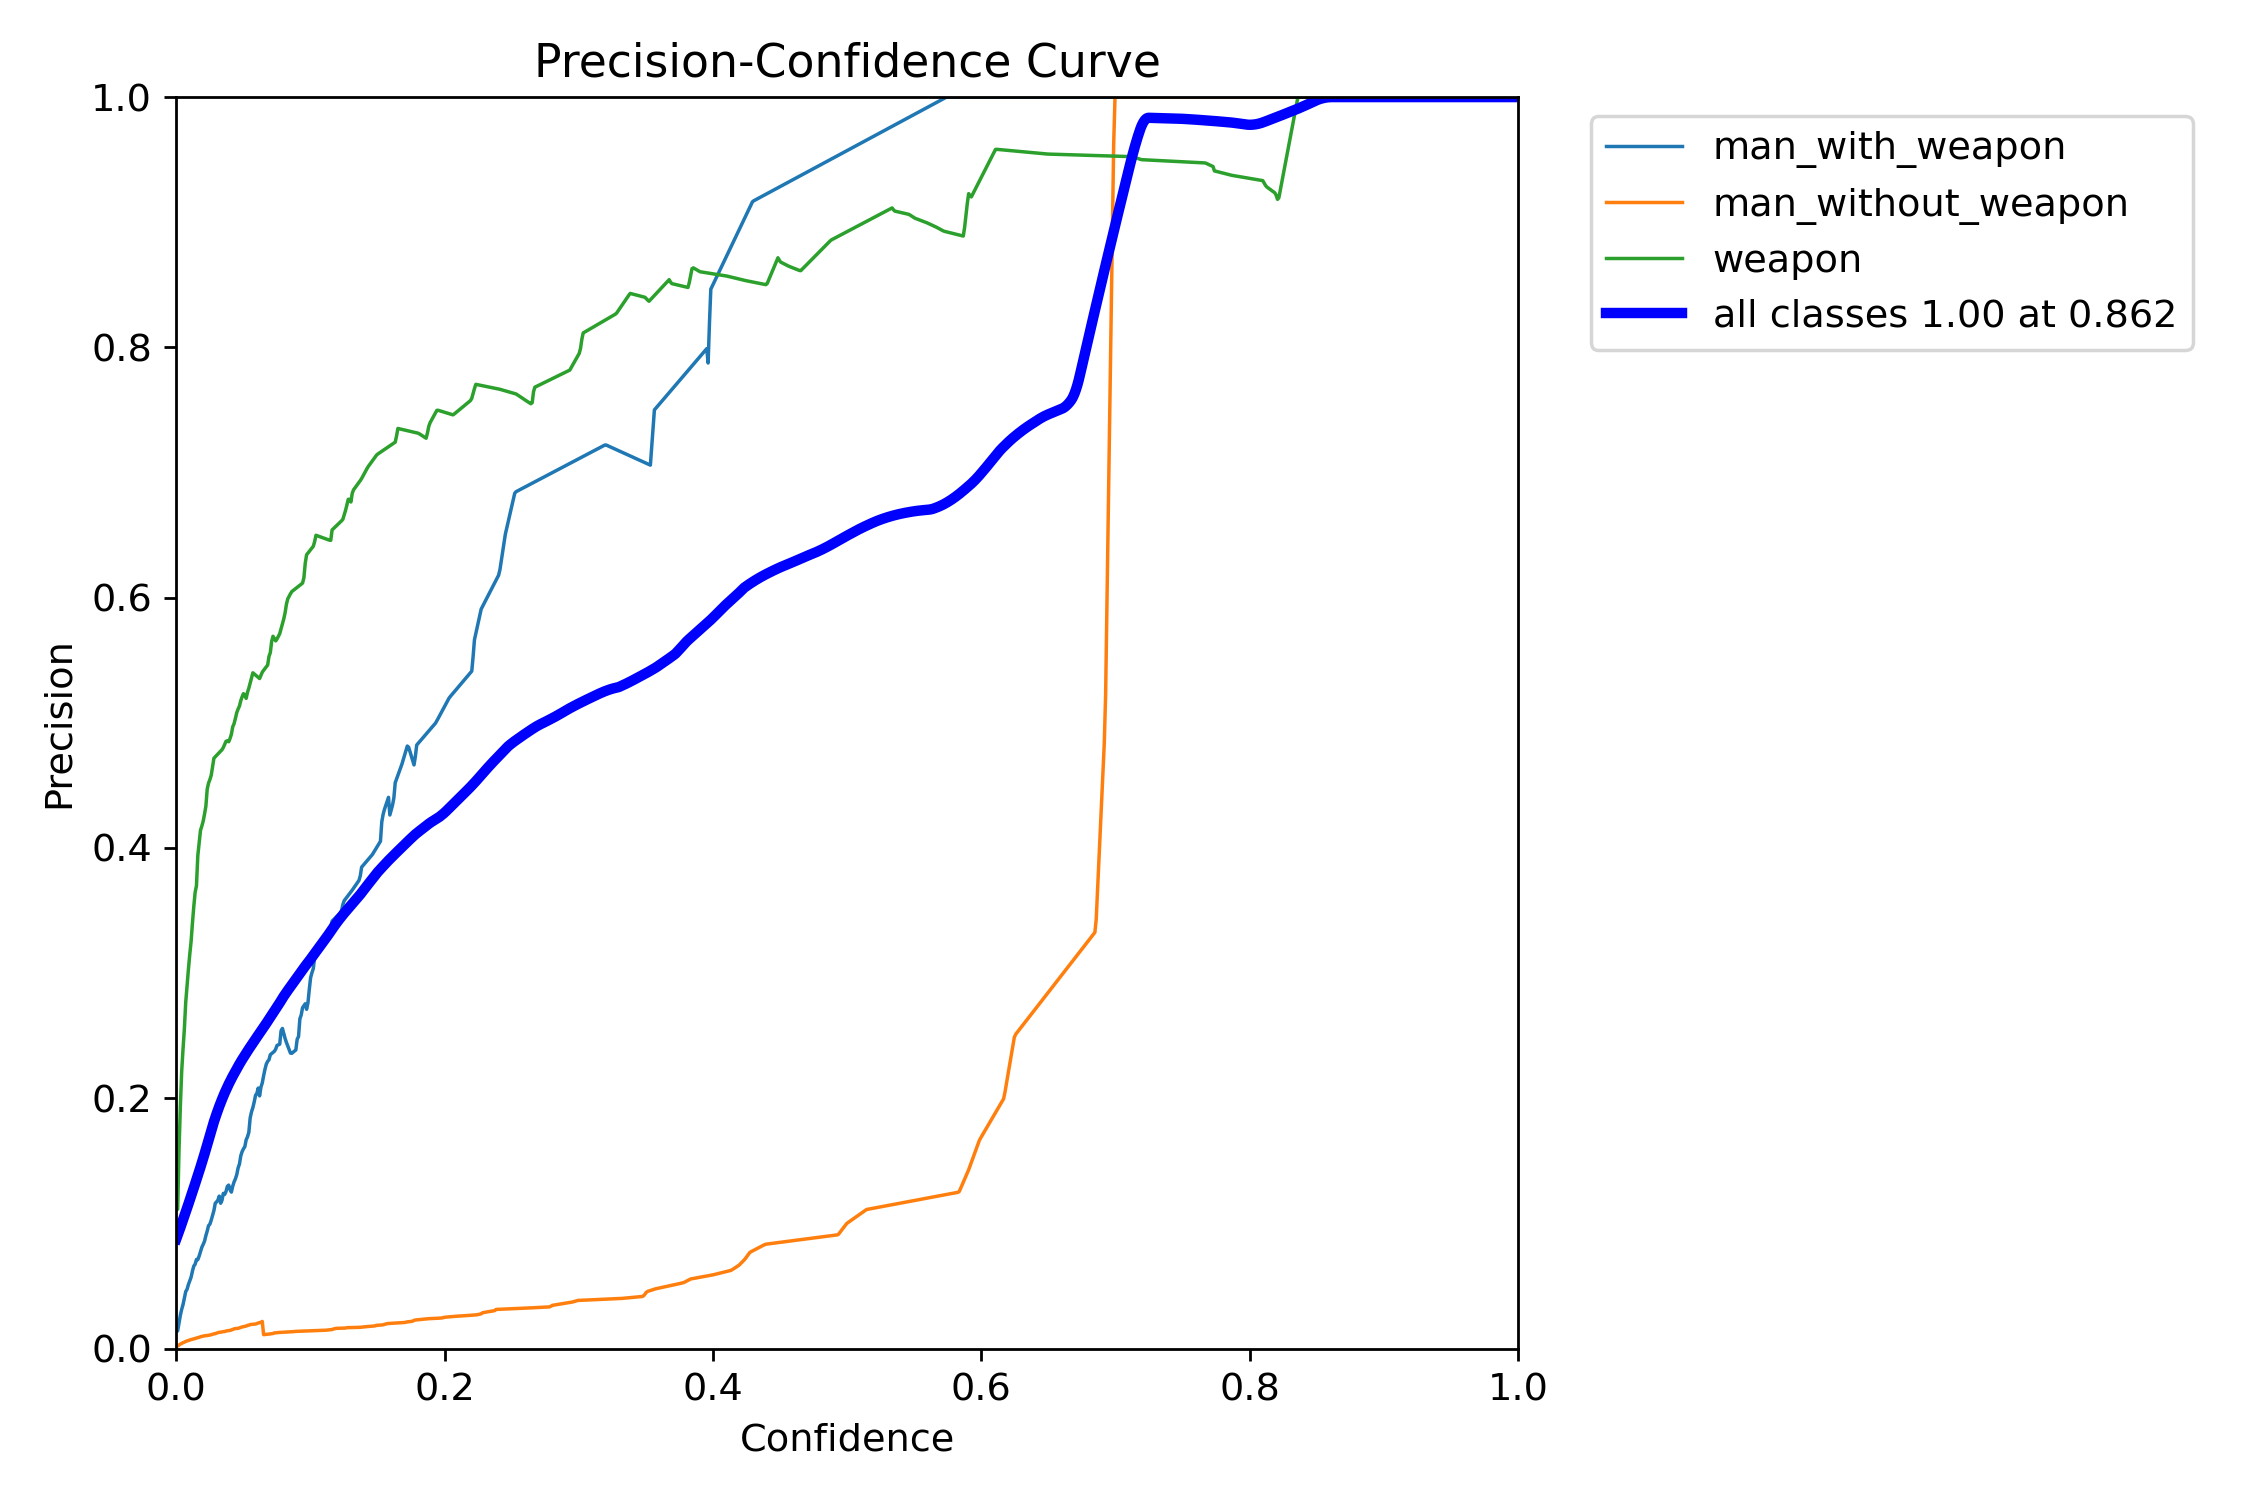 Precision-Confidence Curve
man_with_weapon
man_without_weapon
weapon
all classes 1.00 at 0.862
Precision
1.0
0.8
0.6
0.4
0.2
0.0
0.0 0.2 0.4 0.6 0.8 1.0
Confidence